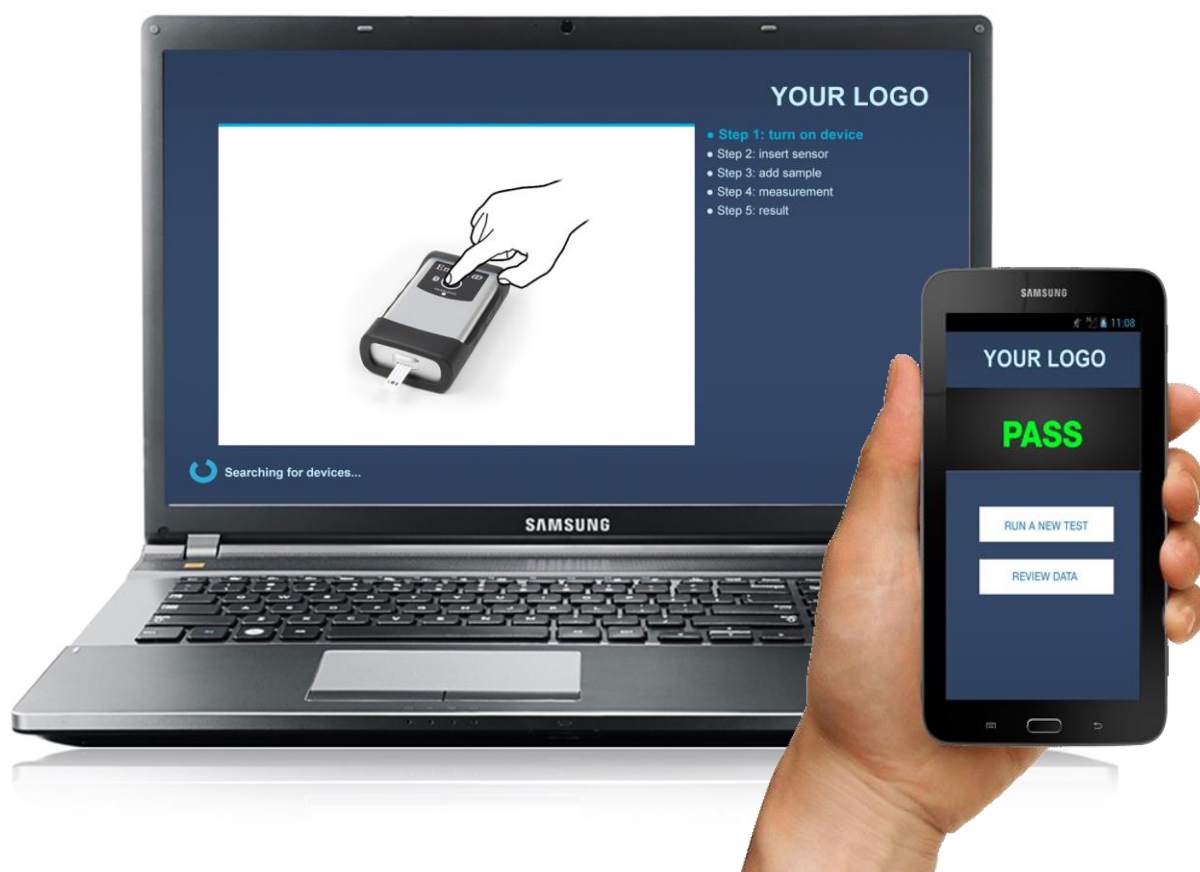 YOUR LOGO
• Step 1: turn on device
• Step 2: insert sensor
• Step 3: add sample
• Step 4: measurement
• Step 5: result
Searching for devices...
SAMSUNG
SAMSUNG
11:08
YOUR LOGO
PASS
RUN A NEW TEST
REVIEW DATA